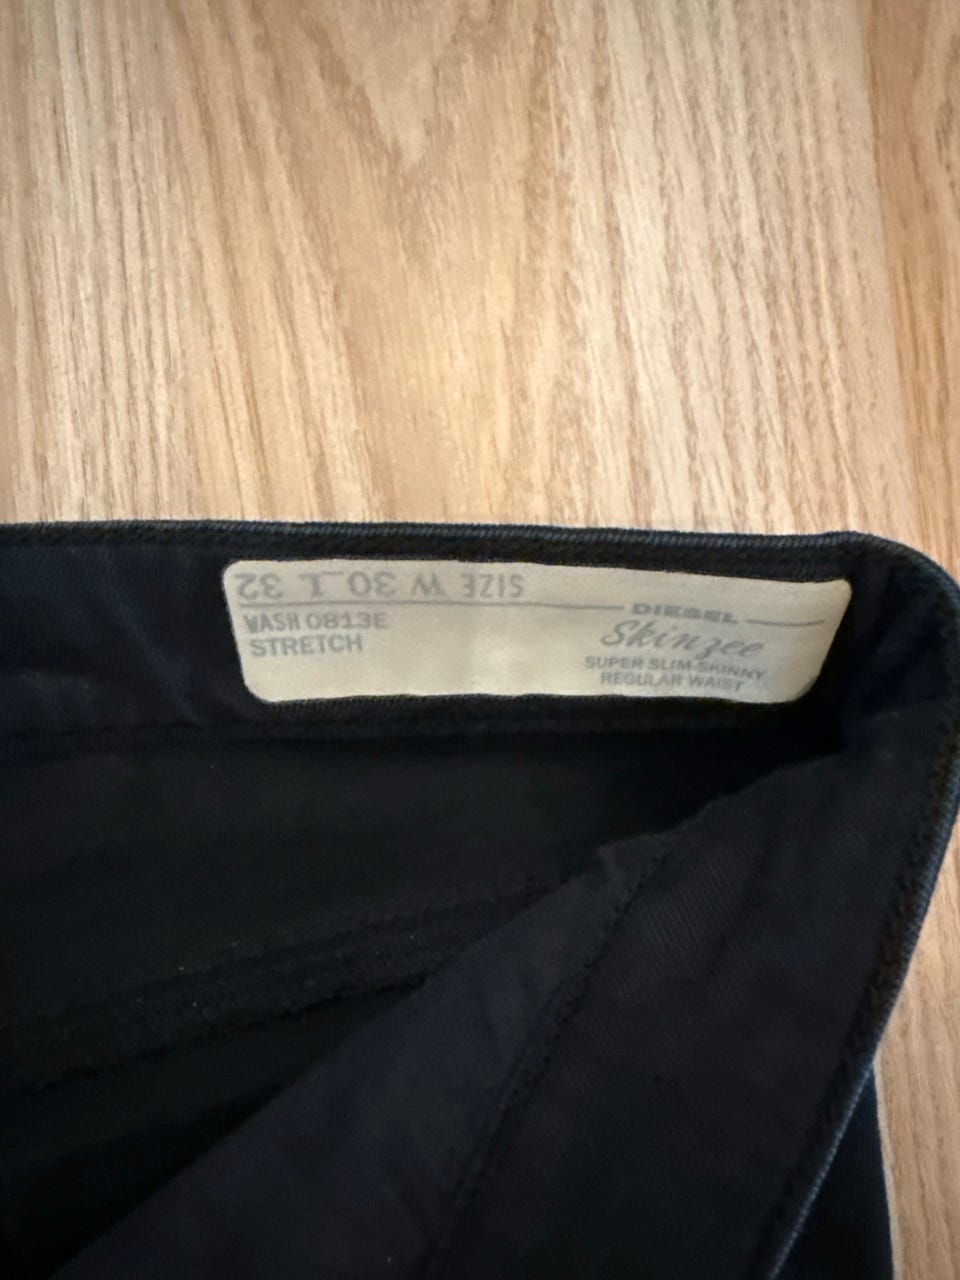 SIZE W 30 L 32
DIESEL
WASH 0813E
STRETCH
Skinzee
SUPER SLIM-SKINNY
REGULAR WAIST